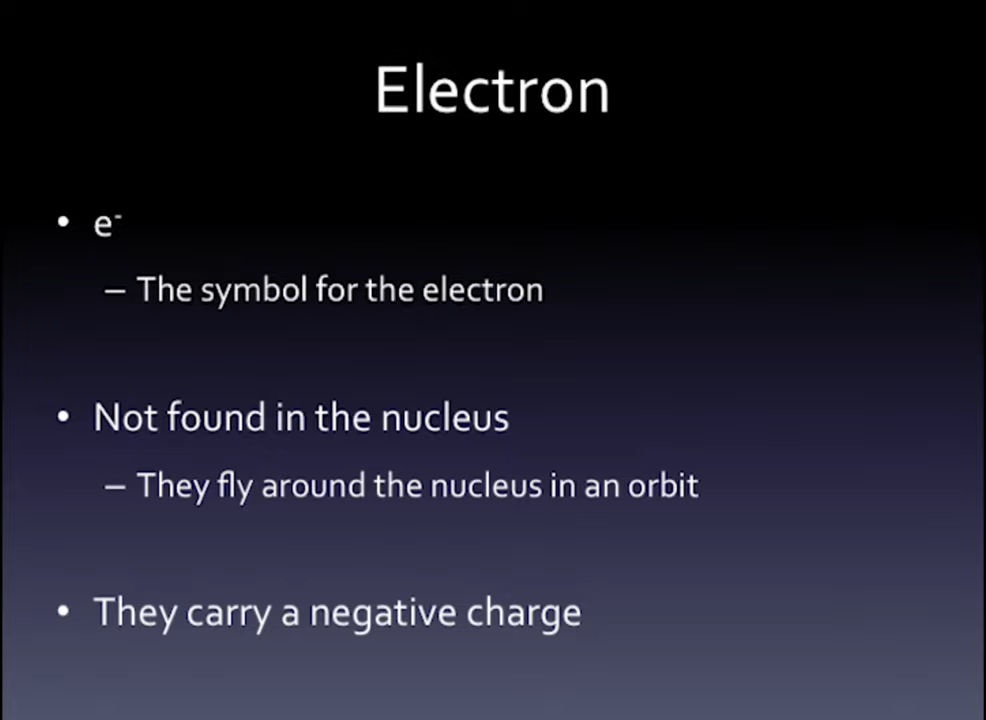 Electron
• e⁻
– The symbol for the electron
• Not found in the nucleus
– They fly around the nucleus in an orbit
• They carry a negative charge